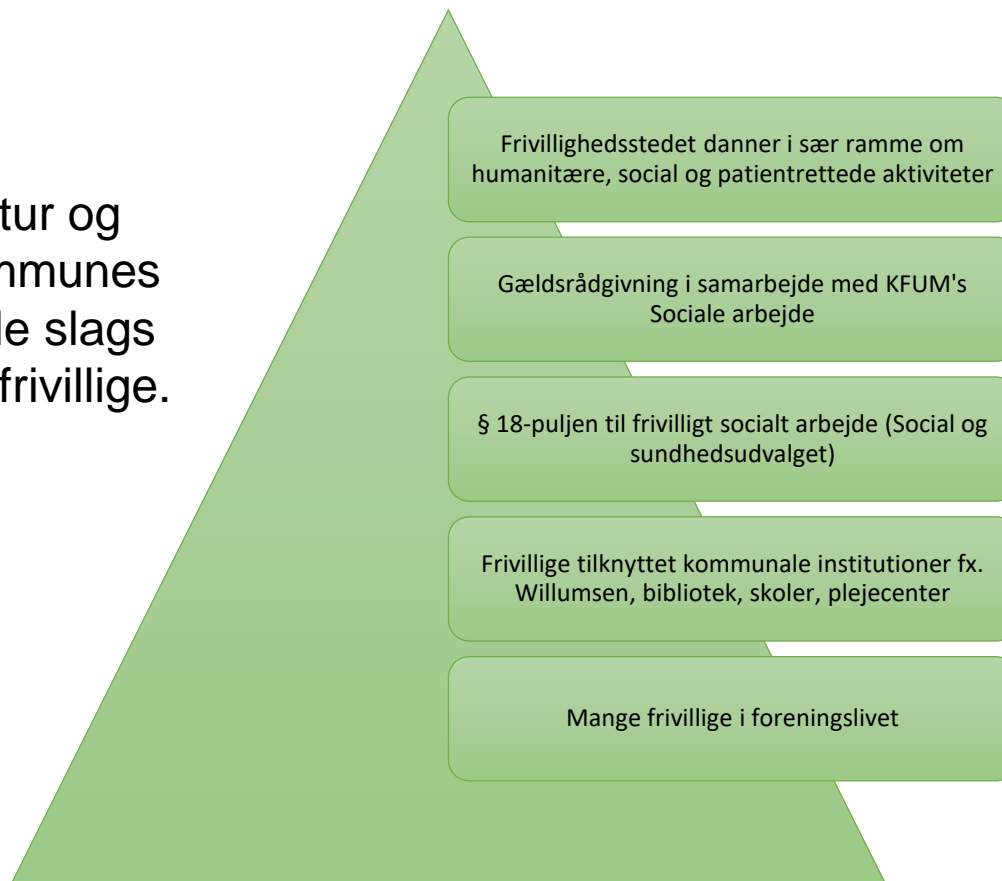 tur og
mmunes
le slags
frivillige.
Frivillighedsstedet danner i sær ramme om
humanitære, social og patientrettede aktiviteter
Gældsrådgivning i samarbejde med KFUM's
Sociale arbejde
§ 18-puljen til frivilligt socialt arbejde (Social og
sundhedsudvalget)
Frivillige tilknyttet kommunale institutioner fx.
Willumsen, bibliotek, skoler, plejecenter
Mange frivillige i foreningslivet